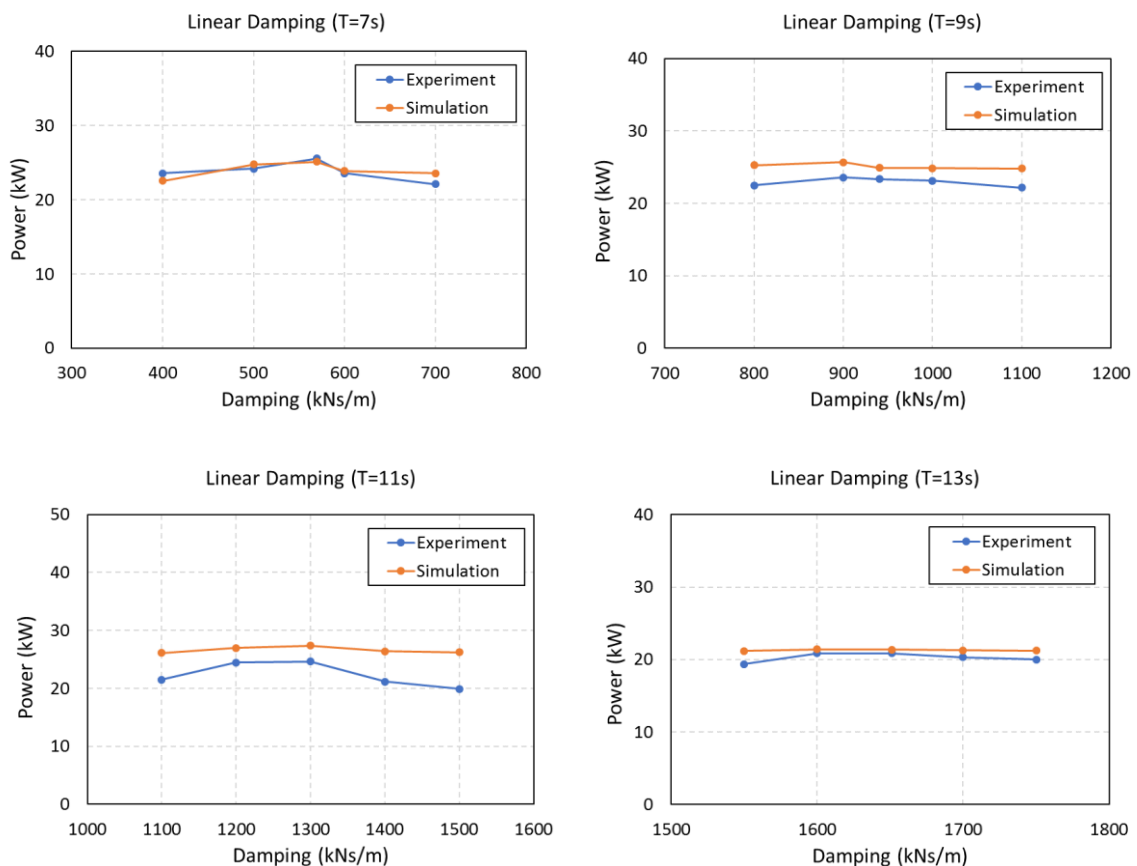 Linear Damping (T=7s)
40
30
20
10
0
Power (kW)
Experiment
Simulation
300 400 500 600 700 800
Damping (kNs/m)
Linear Damping (T=9s)
40
30
20
10
0
Power (kW)
Experiment
Simulation
700 800 900 1000 1100 1200
Damping (kNs/m)
Linear Damping (T=11s)
50
40
30
20
10
0
Power (kW)
Experiment
Simulation
1000 1100 1200 1300 1400 1500 1600
Damping (kNs/m)
Linear Damping (T=13s)
40
30
20
10
0
Power (kW)
Experiment
Simulation
1500 1600 1700 1800
Damping (kNs/m)